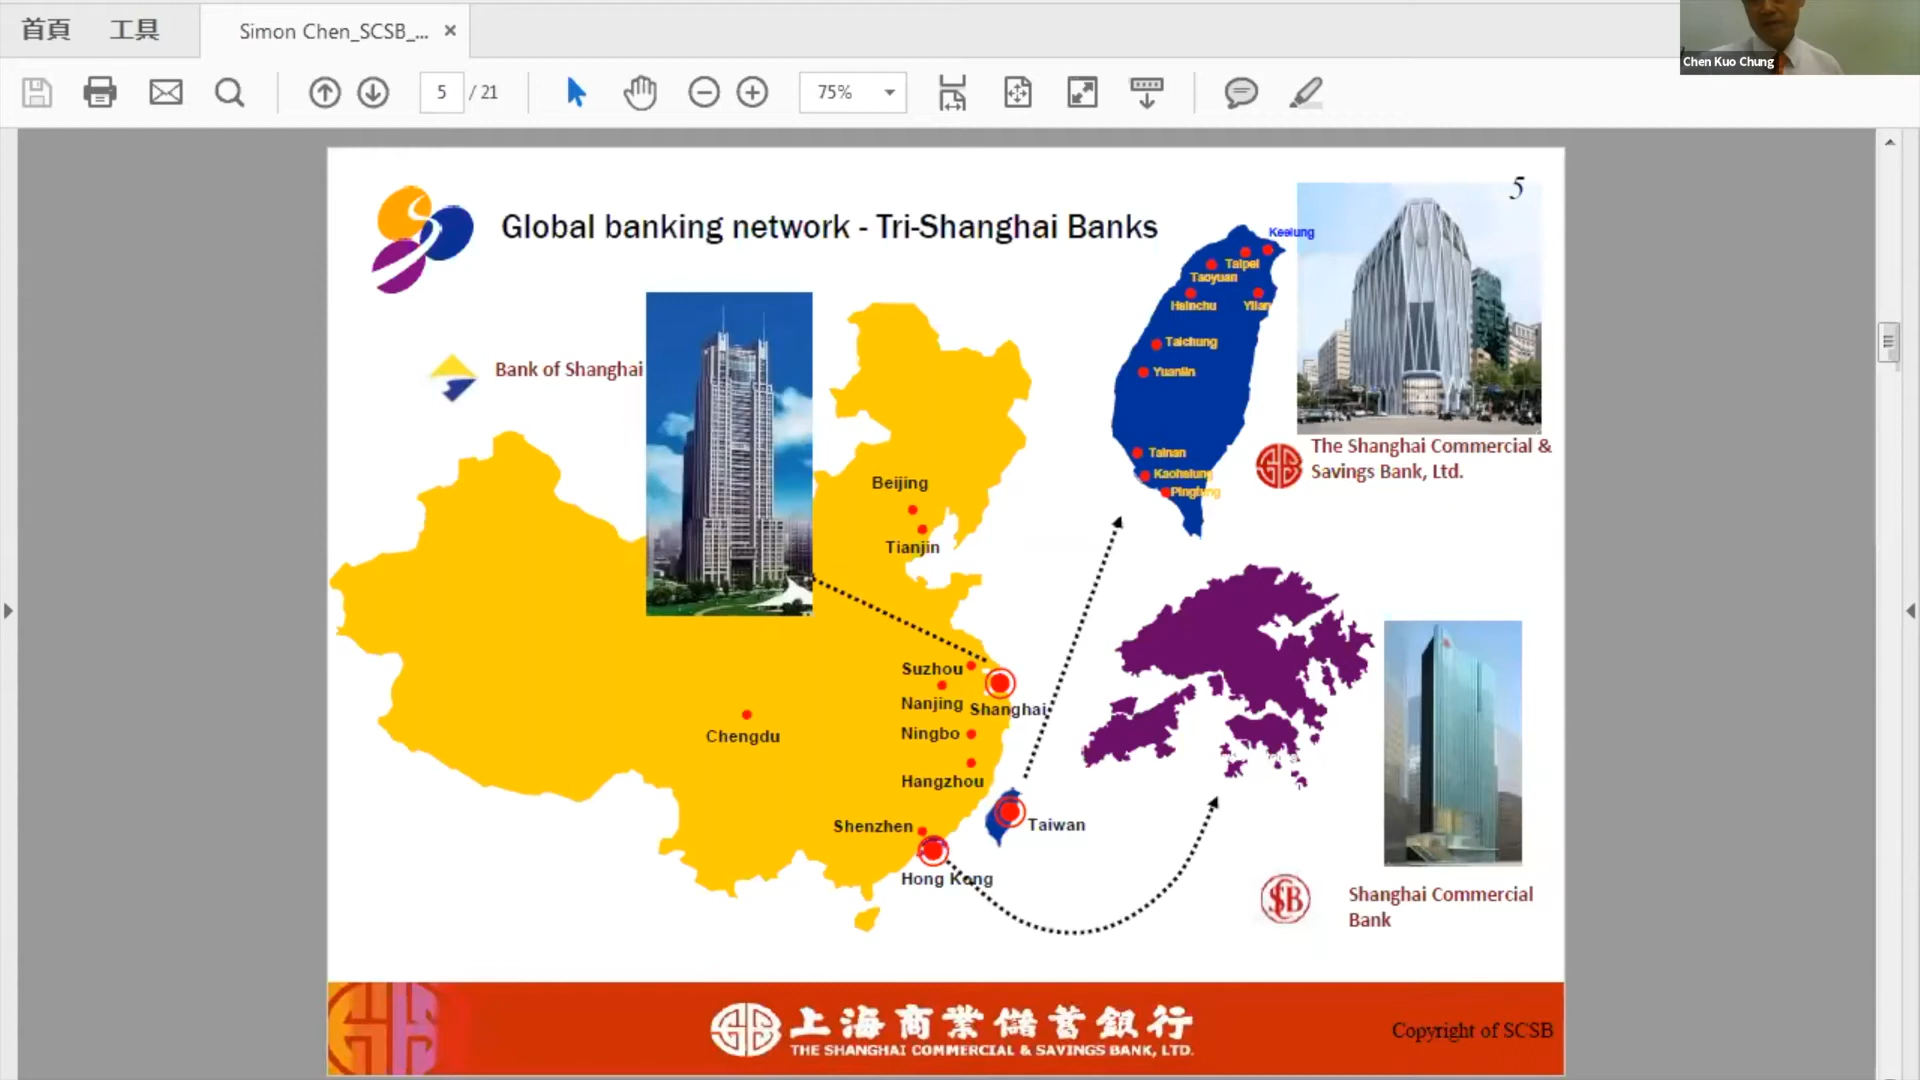 首頁
工具
Simon Chen_SCSB_...
Chen Kuo Chung
5 / 21
75%
5
Global banking network - Tri-Shanghai Banks
Keelung
Taipei
Taoyuan
Hsinchu
Yilan
Taichung
Yuanlin
Tainan
Kaohsiung
Pingtung
Bank of Shanghai
The Shanghai Commercial &
Savings Bank, Ltd.
Beijing
Tianjin
Suzhou
Nanjing
Shanghai
Ningbo
Chengdu
Hangzhou
Shenzhen
Taiwan
Hong Kong
SCB
Shanghai Commercial
Bank
上海商業儲蓄銀行
THE SHANGHAI COMMERCIAL & SAVINGS BANK, LTD.
Copyright of SCSB